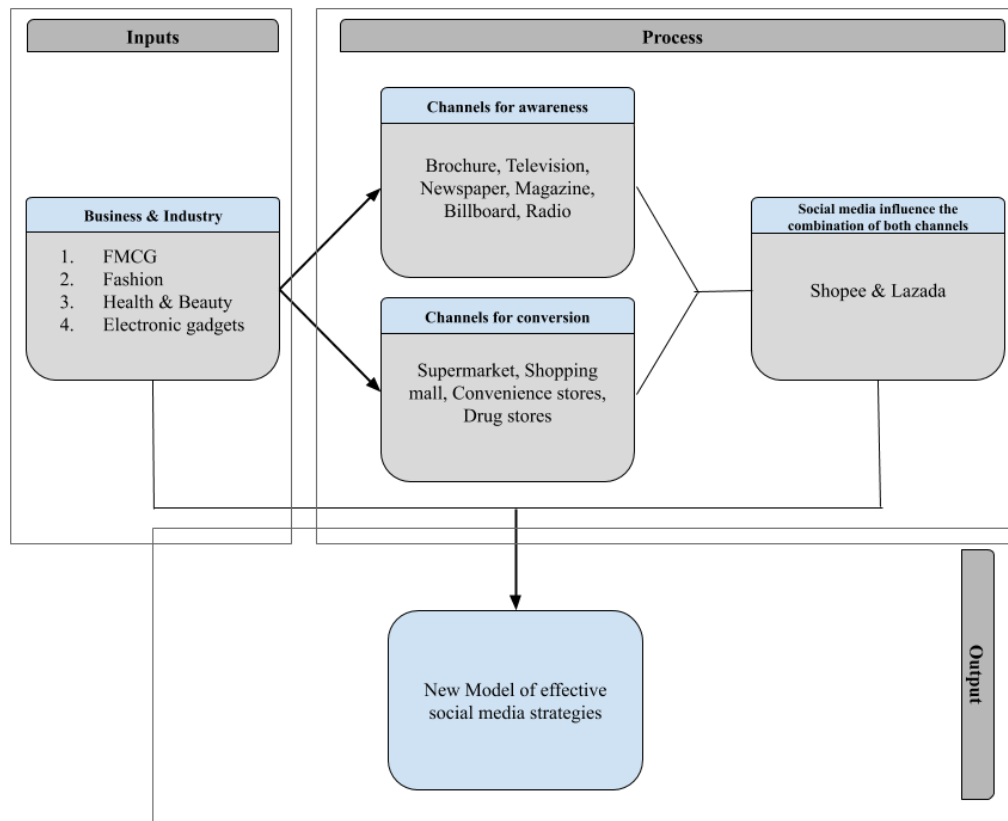 Inputs
Process
Channels for awareness
Brochure, Television,
Newspaper, Magazine,
Billboard, Radio
Business & Industry
1. FMCG
2. Fashion
3. Health & Beauty
4. Electronic gadgets
Social media influence the
combination of both channels
Shopee & Lazada
Channels for conversion
Supermarket, Shopping
mall, Convenience stores,
Drug stores
Output
New Model of effective
social media strategies